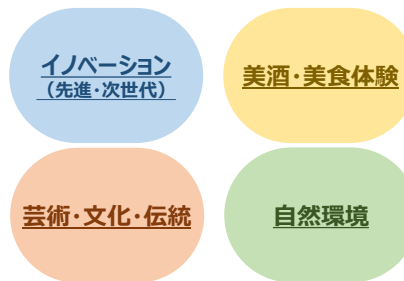 イノベーション
（先進・次世代）
美酒・美食体験
芸術・文化・伝統
自然環境